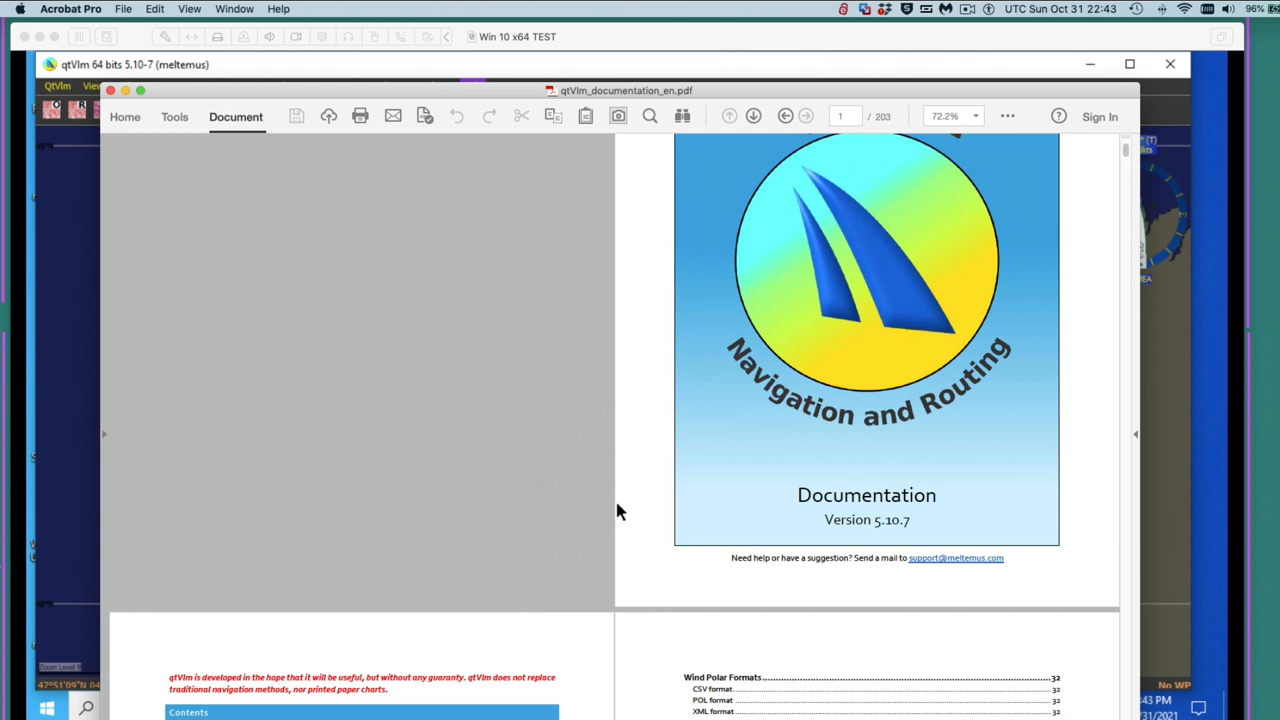 Acrobat Pro File Edit View Window Help UTC Sun Oct 31 22:43 96%
Win 10 x64 TEST
qtVlm 64 bits 5.10-7 (meltemus)
QtVlm View
qtVlm_documentation_en.pdf
Home Tools Document 1 / 203 72.2% Sign In
Navigation and Routing
Documentation
Version 5.10.7
Need help or have a suggestion? Send a mail to support@meltemus.com
qtVlm is developed in the hope that it will be useful, but without any guaranty. qtVlm does not replace
traditional navigation methods, nor printed paper charts.
Contents
Wind Polar Formats 32
CSV format 32
POL format 32
XML format 32
Zoom Level 9
No WP